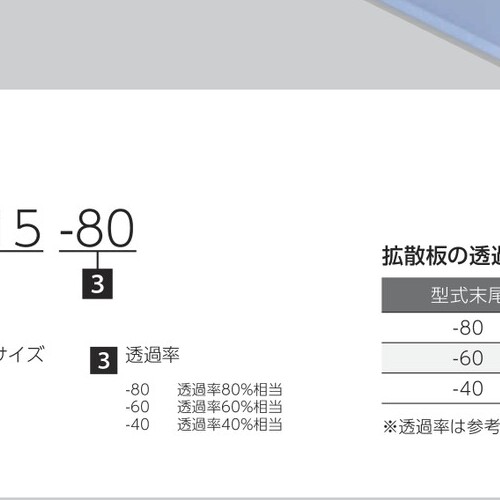 15 -80
3
サイズ
3 透過率
-80 透過率80%相当
-60 透過率60%相当
-40 透過率40%相当
拡散板の透過
型式末尾
-80
-60
-40
※透過率は参考